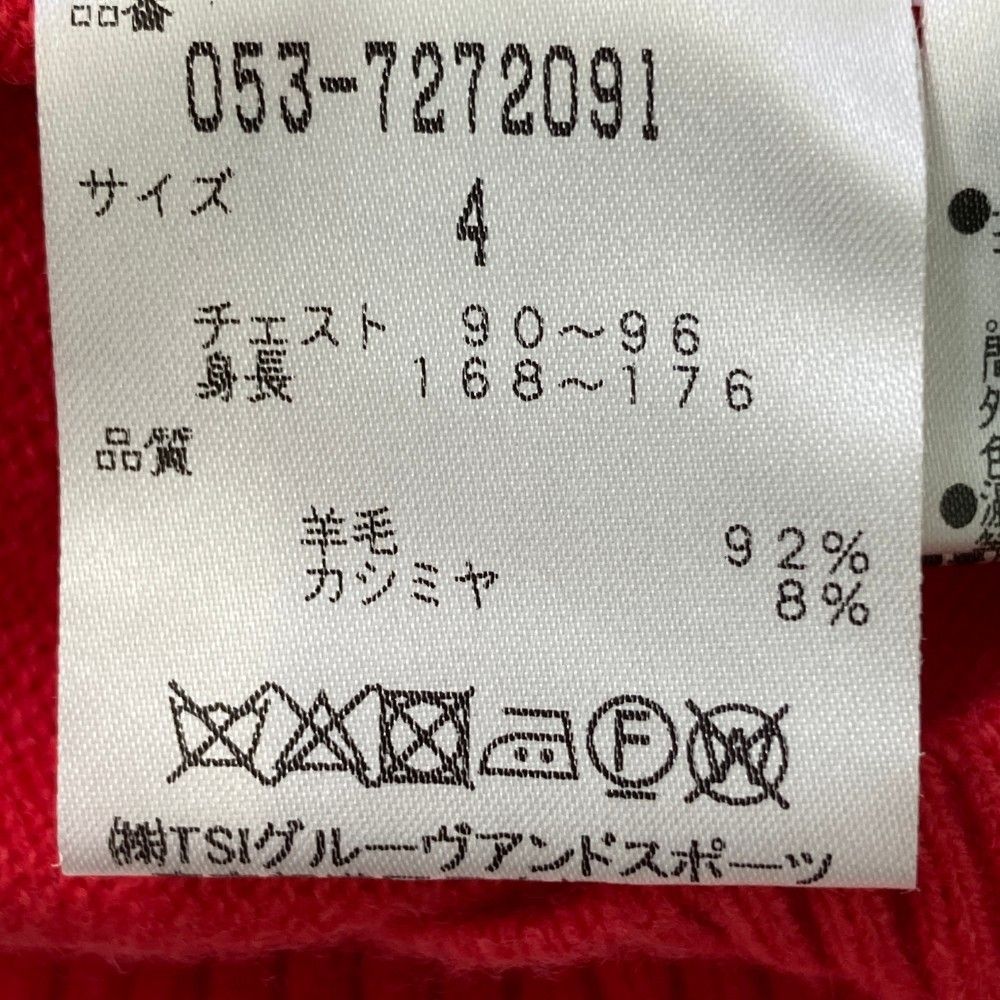 品番
053-7272091
サイズ
4
チェスト 90～96
身長 168～176
品質
羊毛 92%
カシミヤ 8%
F
W
㈱TSIグルーヴアンドスポーツ